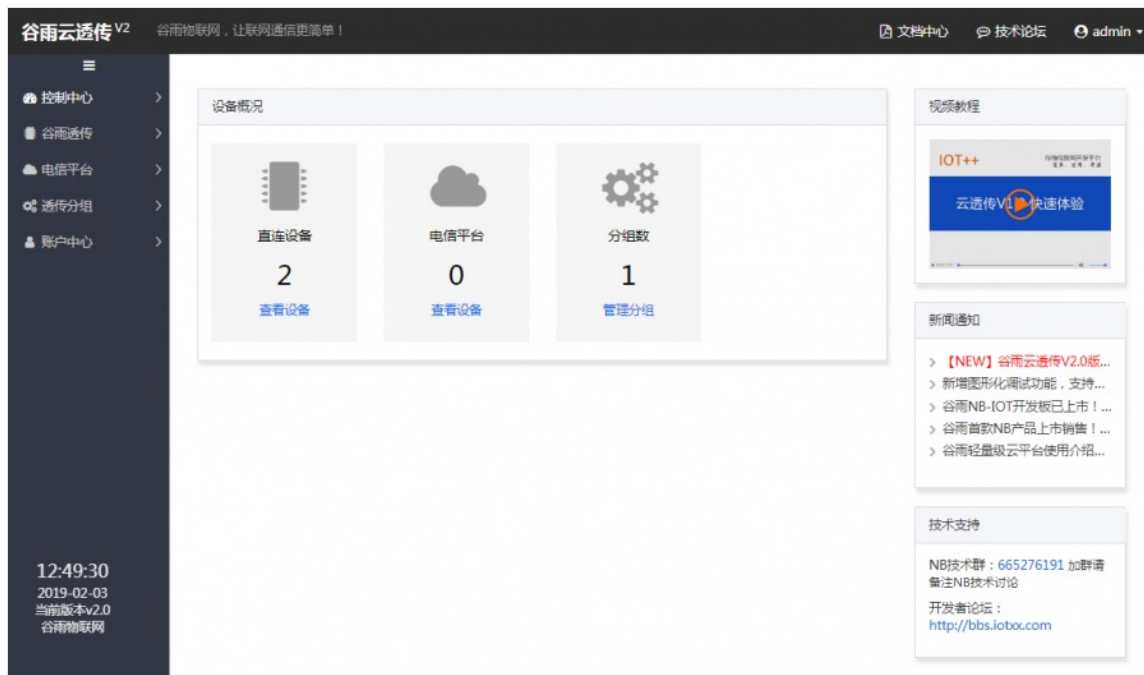 谷雨云透传V2 谷雨物联网，让联网通信更简单！ 文档中心 技术论坛 admin
控制中心
谷雨透传
电信平台
透传分组
账户中心
12:49:30
2019-02-03
当前版本v2.0
谷雨物联网
设备概况
直连设备
2
查看设备
电信平台
0
查看设备
分组数
1
管理分组
视频教程
IOT++
云透传V1 快速体验
新闻通知
【NEW】谷雨云透传V2.0版...
新增图形化调试功能，支持...
谷雨NB-IOT开发板已上市！...
谷雨首款NB产品上市销售！...
谷雨轻量级云平台使用介绍...
技术支持
NB技术群：665276191 加群请
备注NB技术讨论
开发者论坛：
http://bbs.iotxx.com